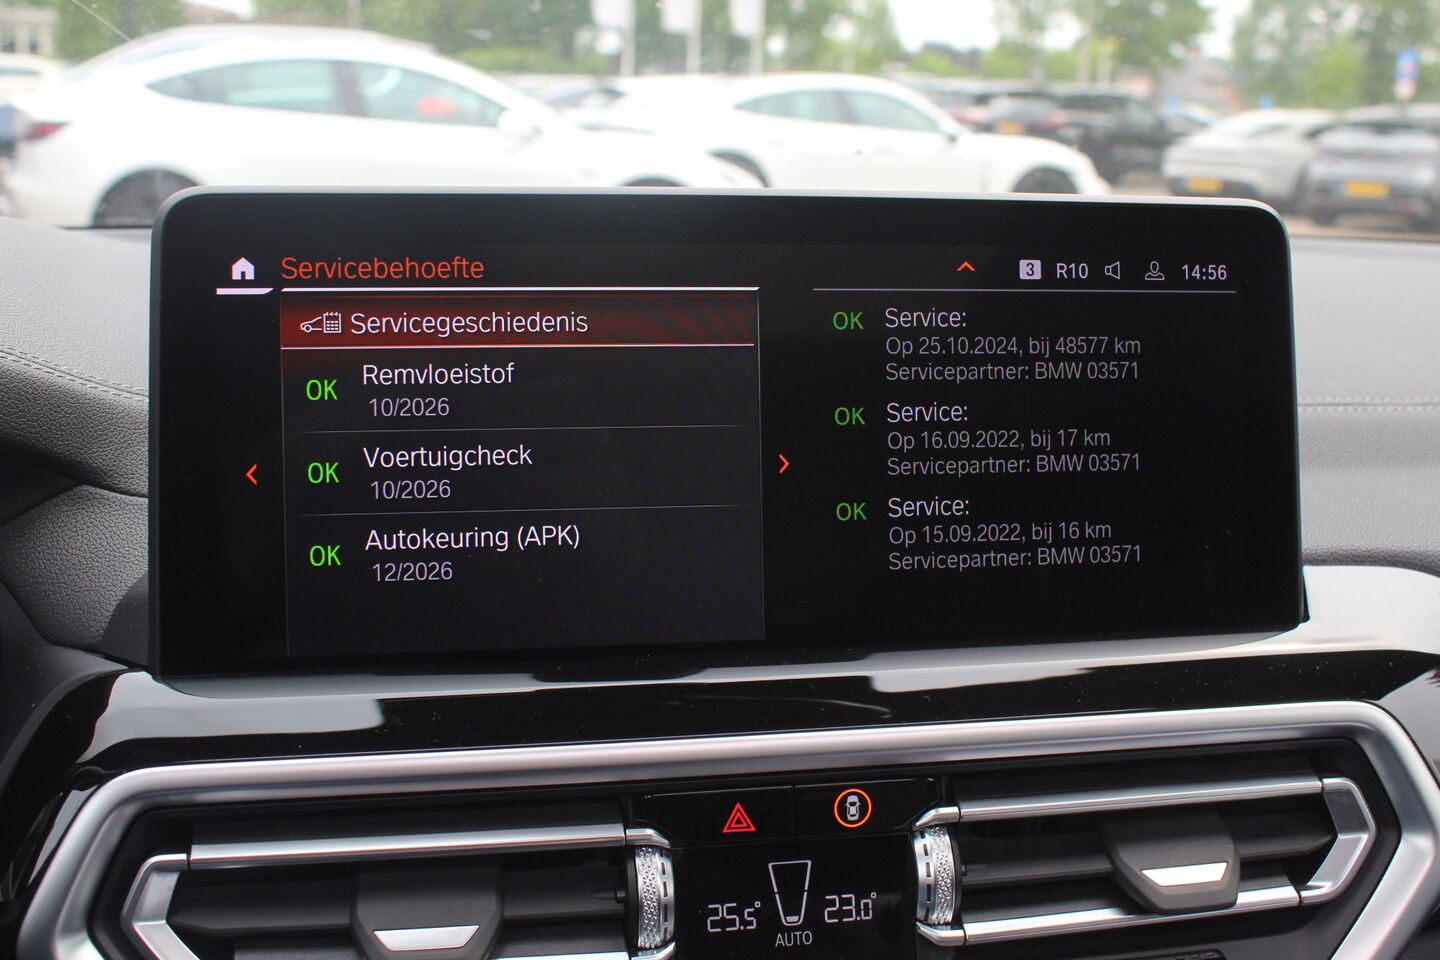 Servicebehoefte
3 R10 14:56
Servicegeschiedenis
OK Remvloeistof
10/2026
OK Voertuigcheck
10/2026
OK Autokeuring (APK)
12/2026
OK Service:
Op 25.10.2024, bij 48577 km
Servicepartner: BMW 03571
OK Service:
Op 16.09.2022, bij 17 km
Servicepartner: BMW 03571
OK Service:
Op 15.09.2022, bij 16 km
Servicepartner: BMW 03571
25.5° 23.0°
AUTO